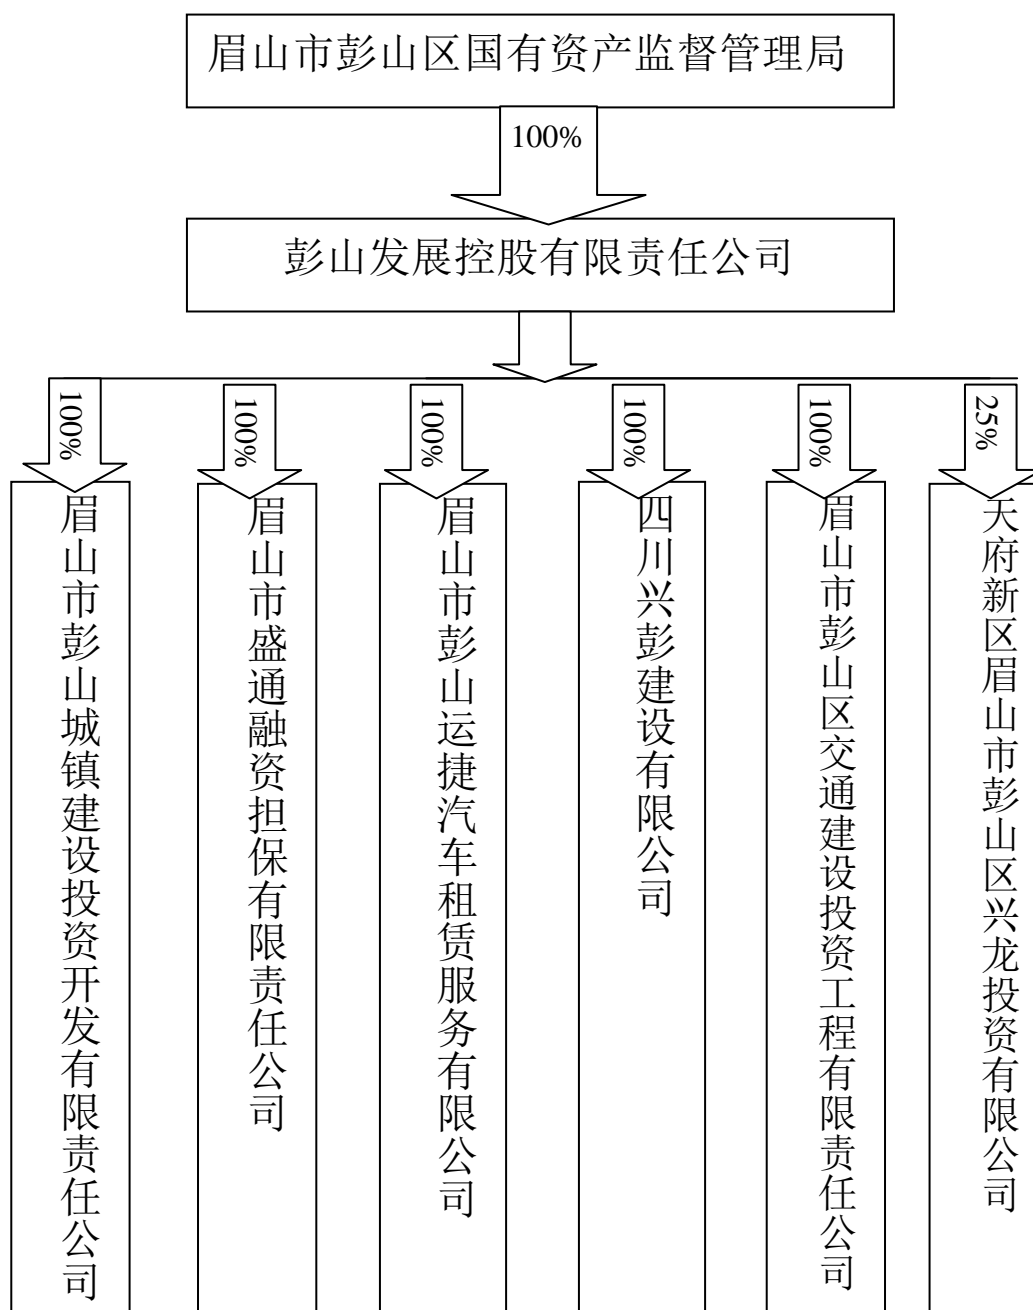 眉山市彭山区国有资产监督管理局
100%
彭山发展控股有限责任公司
100%
100%
100%
100%
100%
25%
眉山市彭山城镇建设投资开发有限责任公司
眉山市盛通融资担保有限责任公司
眉山市彭山运捷汽车租赁服务有限公司
四川兴彭建设有限公司
眉山市彭山区交通建设投资工程有限责任公司
天府新区眉山市彭山区兴龙投资有限公司